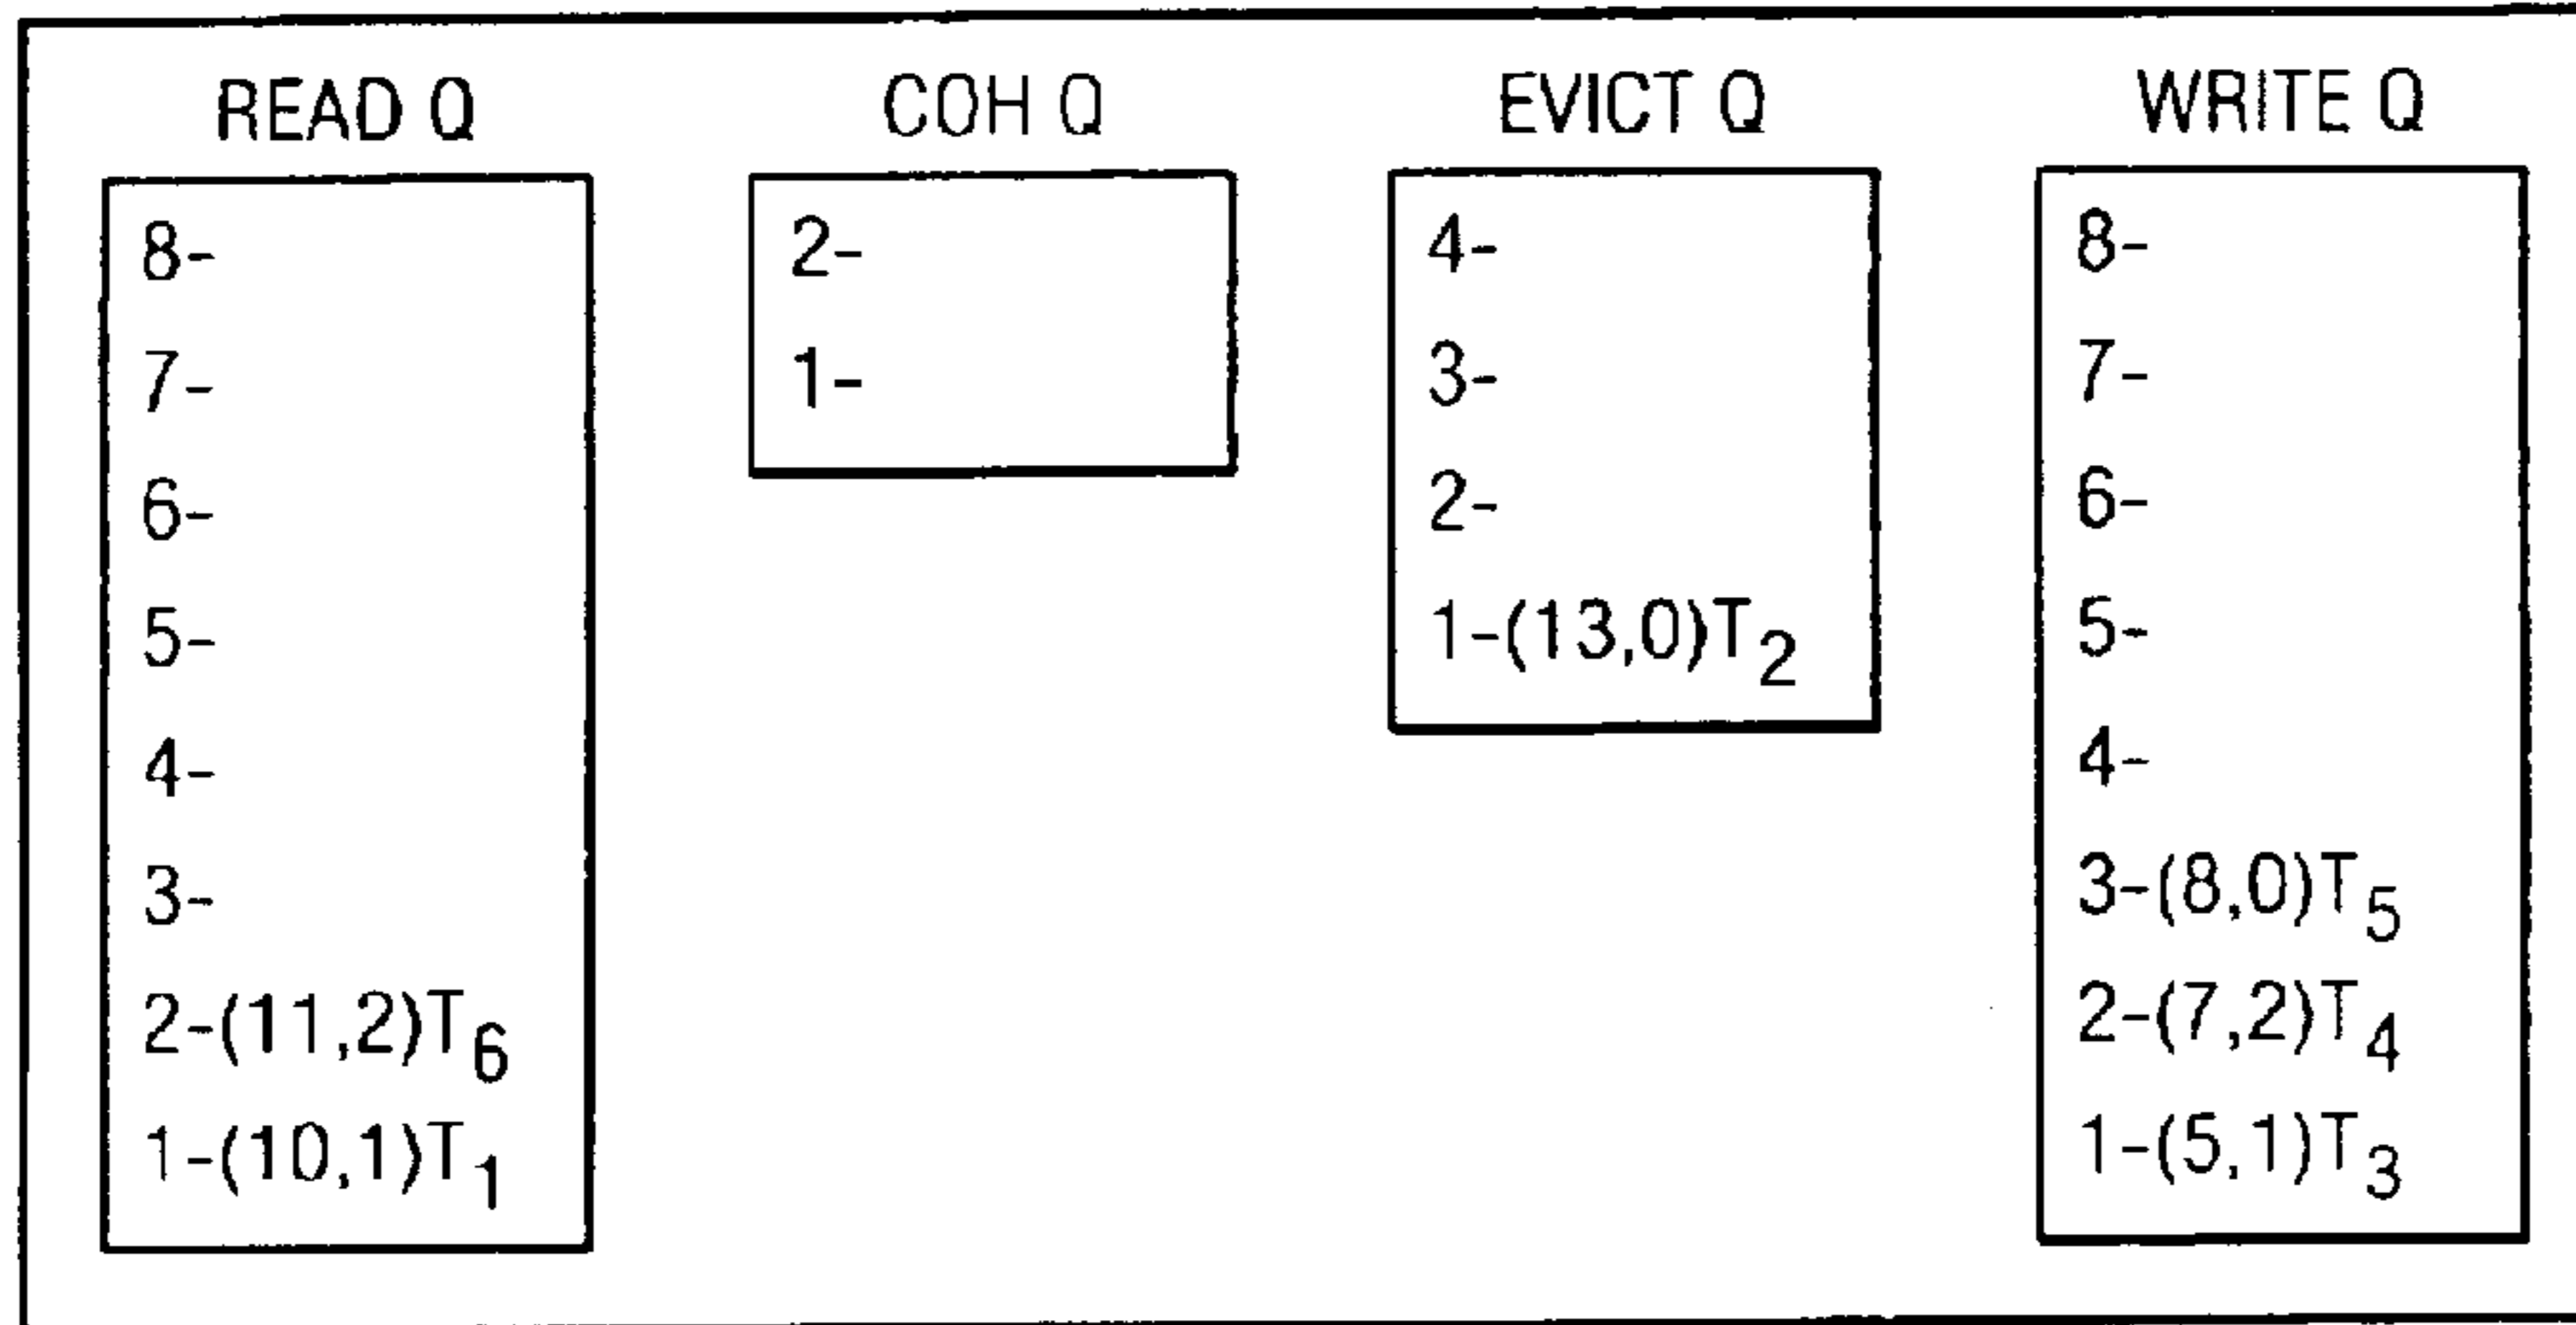 READ Q
8-
7-
6-
5-
4-
3-
2-(11,2)T6
1-(10,1)T1
COH Q
2-
1-
EVICT Q
4-
3-
2-
1-(13,0)T2
WRITE Q
8-
7-
6-
5-
4-
3-(8,0)T5
2-(7,2)T4
1-(5,1)T3